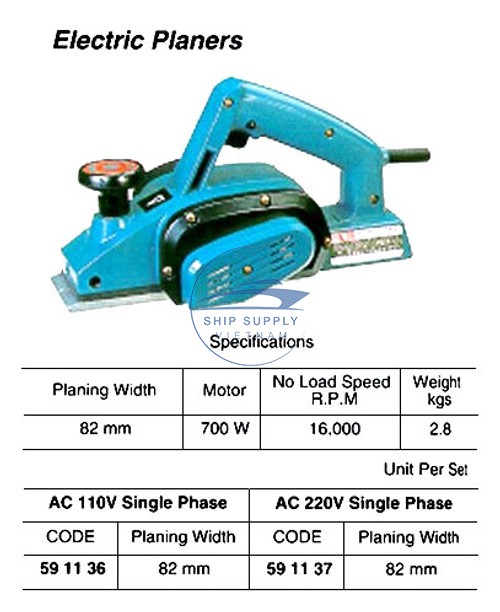 Electric Planers
SHIP SUPPLY
VIETNAM
Specifications
Planing Width Motor No Load Speed R.P.M Weight kgs
82 mm 700 W 16,000 2.8
Unit Per Set
AC 110V Single Phase AC 220V Single Phase
CODE Planing Width CODE Planing Width
59 11 36 82 mm 59 11 37 82 mm